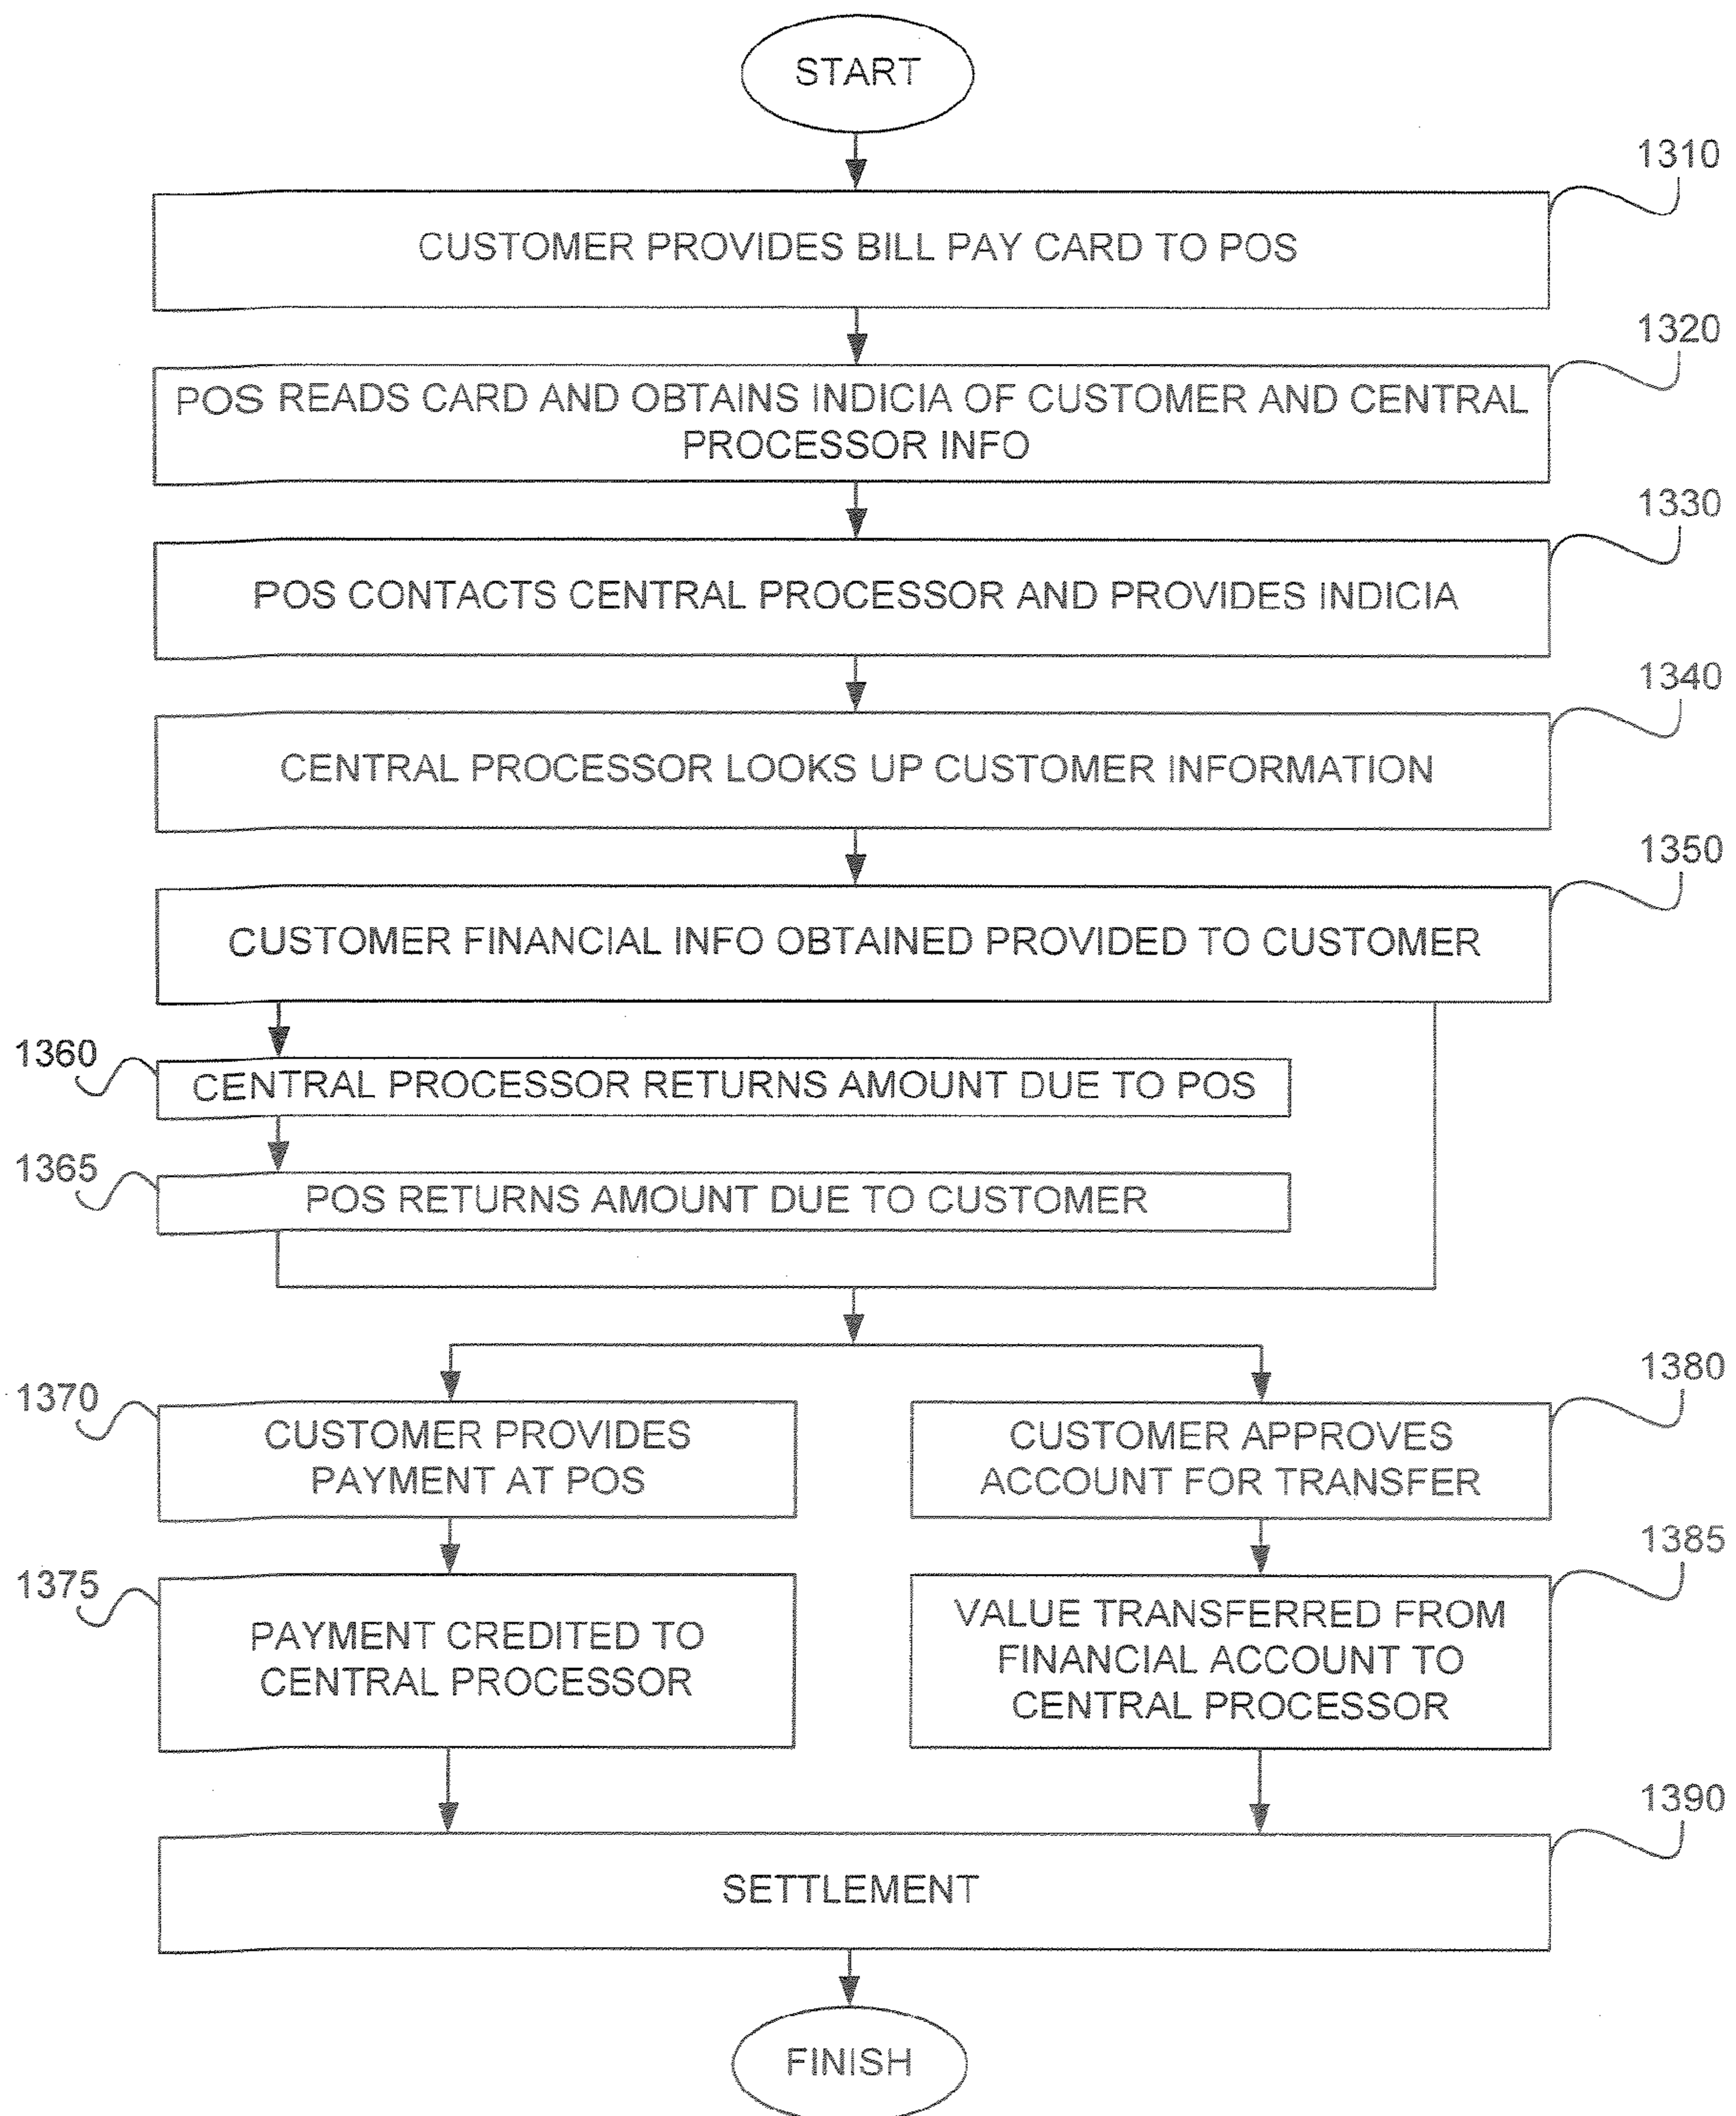 START
1310
CUSTOMER PROVIDES BILL PAY CARD TO POS
1320
POS READS CARD AND OBTAINS INDICIA OF CUSTOMER AND CENTRAL
PROCESSOR INFO
1330
POS CONTACTS CENTRAL PROCESSOR AND PROVIDES INDICIA
1340
CENTRAL PROCESSOR LOOKS UP CUSTOMER INFORMATION
1350
CUSTOMER FINANCIAL INFO OBTAINED PROVIDED TO CUSTOMER
1360
CENTRAL PROCESSOR RETURNS AMOUNT DUE TO POS
1365
POS RETURNS AMOUNT DUE TO CUSTOMER
1370
CUSTOMER PROVIDES
PAYMENT AT POS
1380
CUSTOMER APPROVES
ACCOUNT FOR TRANSFER
1375
PAYMENT CREDITED TO
CENTRAL PROCESSOR
1385
VALUE TRANSFERRED FROM
FINANCIAL ACCOUNT TO
CENTRAL PROCESSOR
1390
SETTLEMENT
FINISH